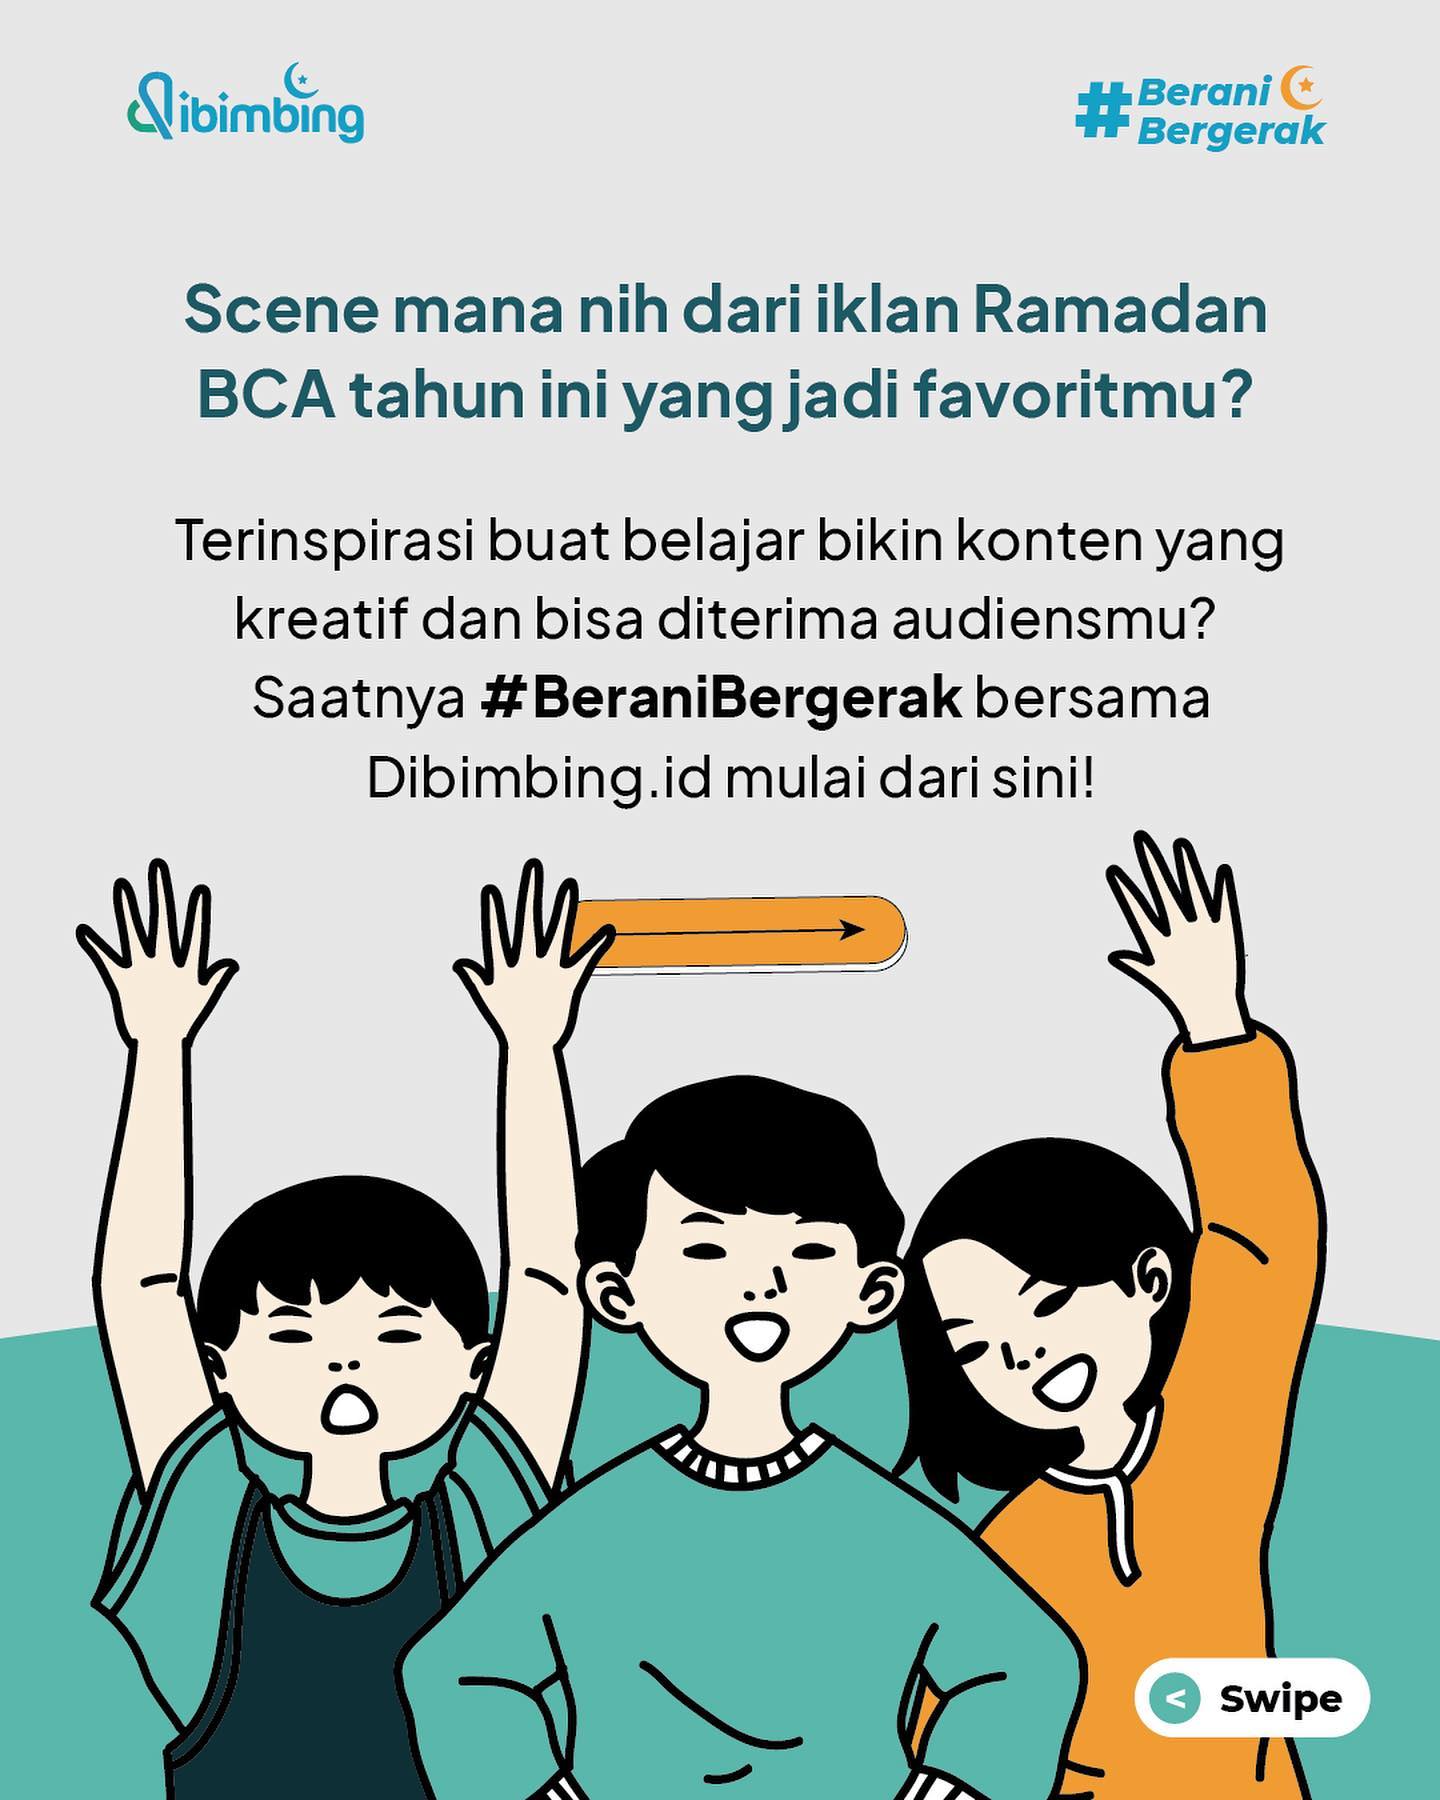 Dibimbing
#Berani
Bergerak
Scene mana nih dari iklan Ramadan
BCA tahun ini yang jadi favoritmu?
Terinspirasi buat belajar bikin konten yang
kreatif dan bisa diterima audiensmu?
Saatnya #BeraniBergerak bersama
Dibimbing.id mulai dari sini!
< Swipe